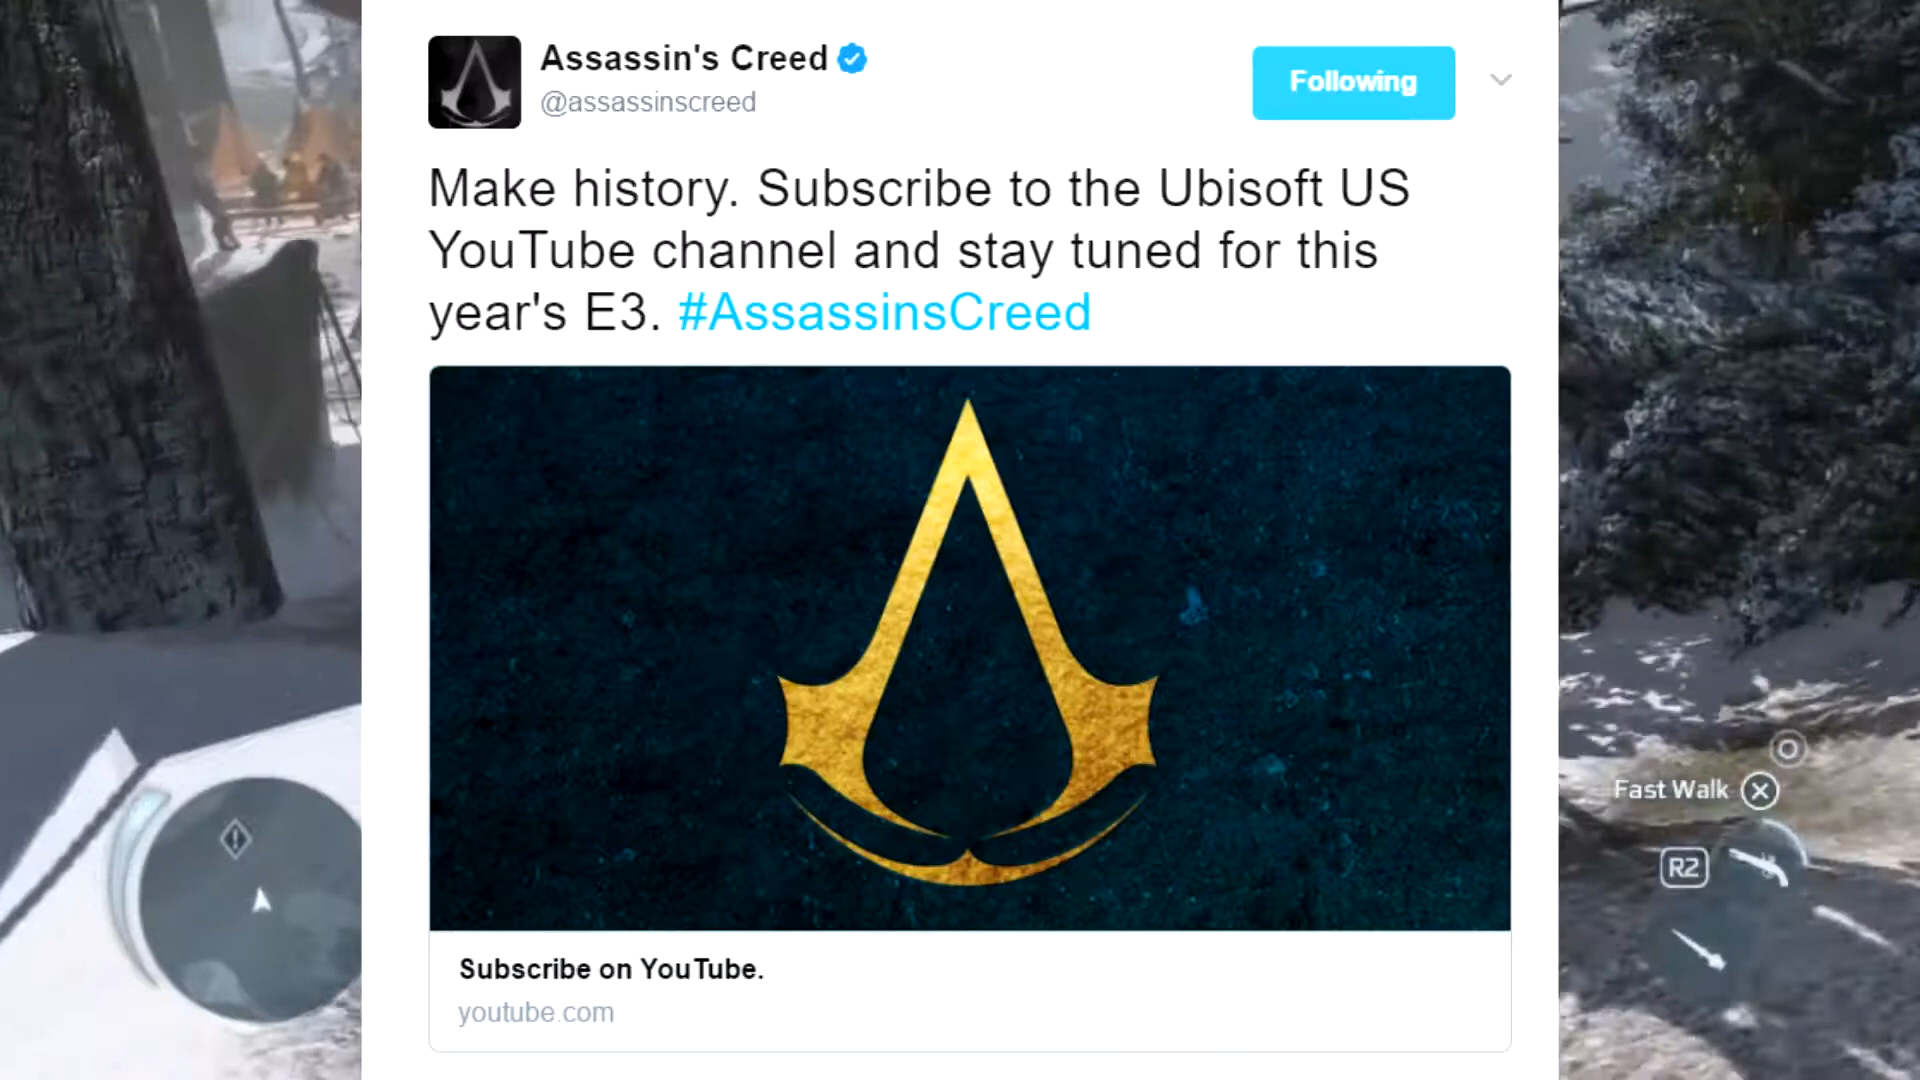 Assassin's Creed
@assassinscreed
Following
Make history. Subscribe to the Ubisoft US
YouTube channel and stay tuned for this
year's E3. #AssassinsCreed
Subscribe on YouTube.
youtube.com
Fast Walk
R2